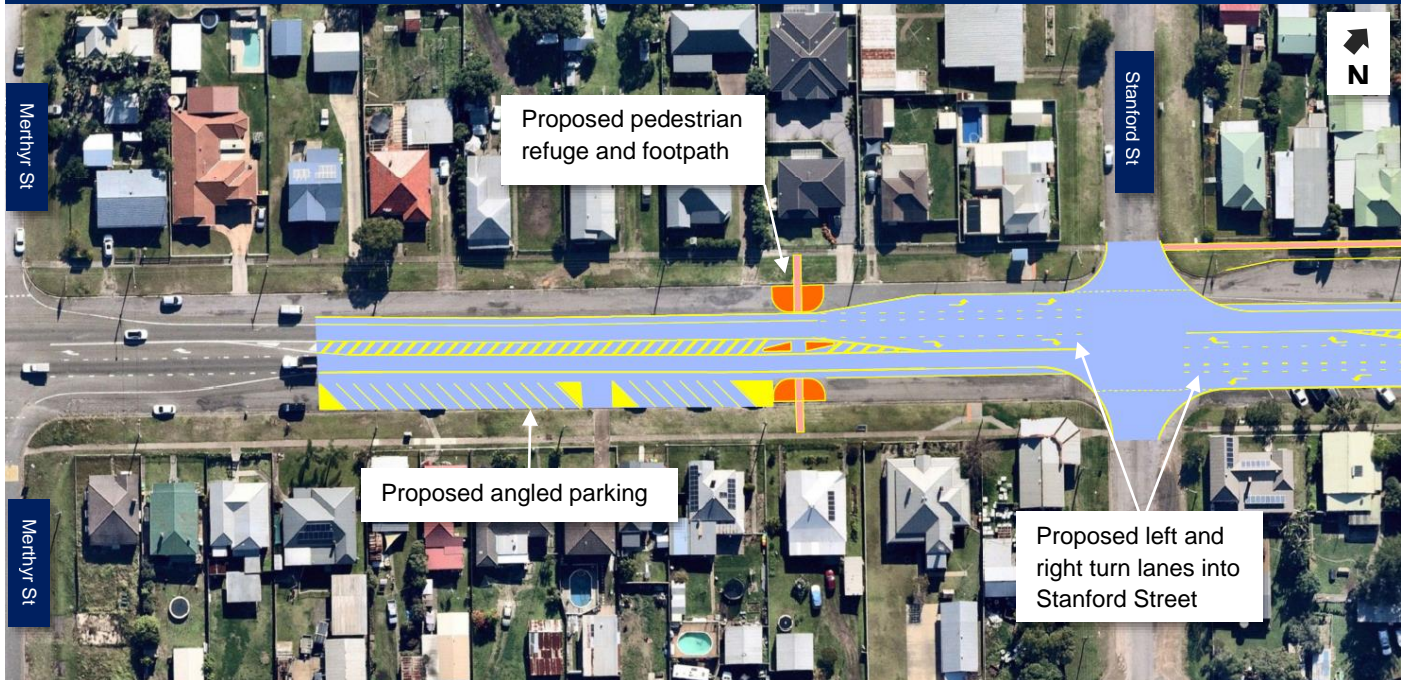 Merthyr St
Stanford St
N
Proposed pedestrian
refuge and footpath
Proposed angled parking
Merthyr St
Proposed left and
right turn lanes into
Stanford Street